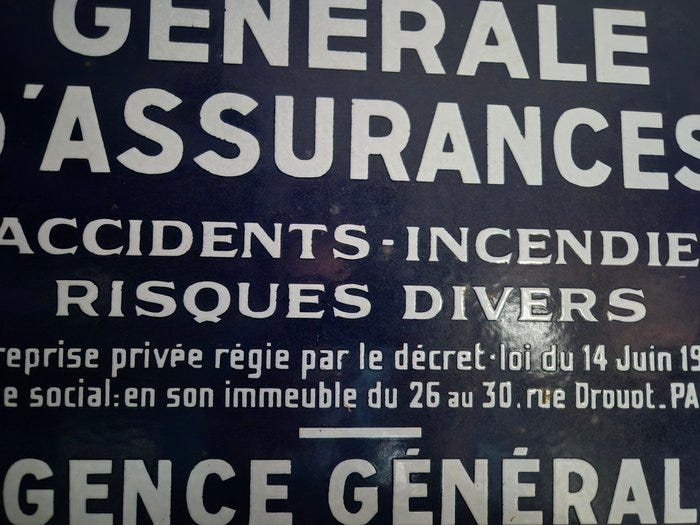 GÉNÉRALE
D'ASSURANCES
ACCIDENTS-INCENDIE
RISQUES DIVERS
reprise privée régie par le décret-loi du 14 Juin 19
e social: en son immeuble du 26 au 30. rue Drouot. PA
GENCE GÉNÉRAL